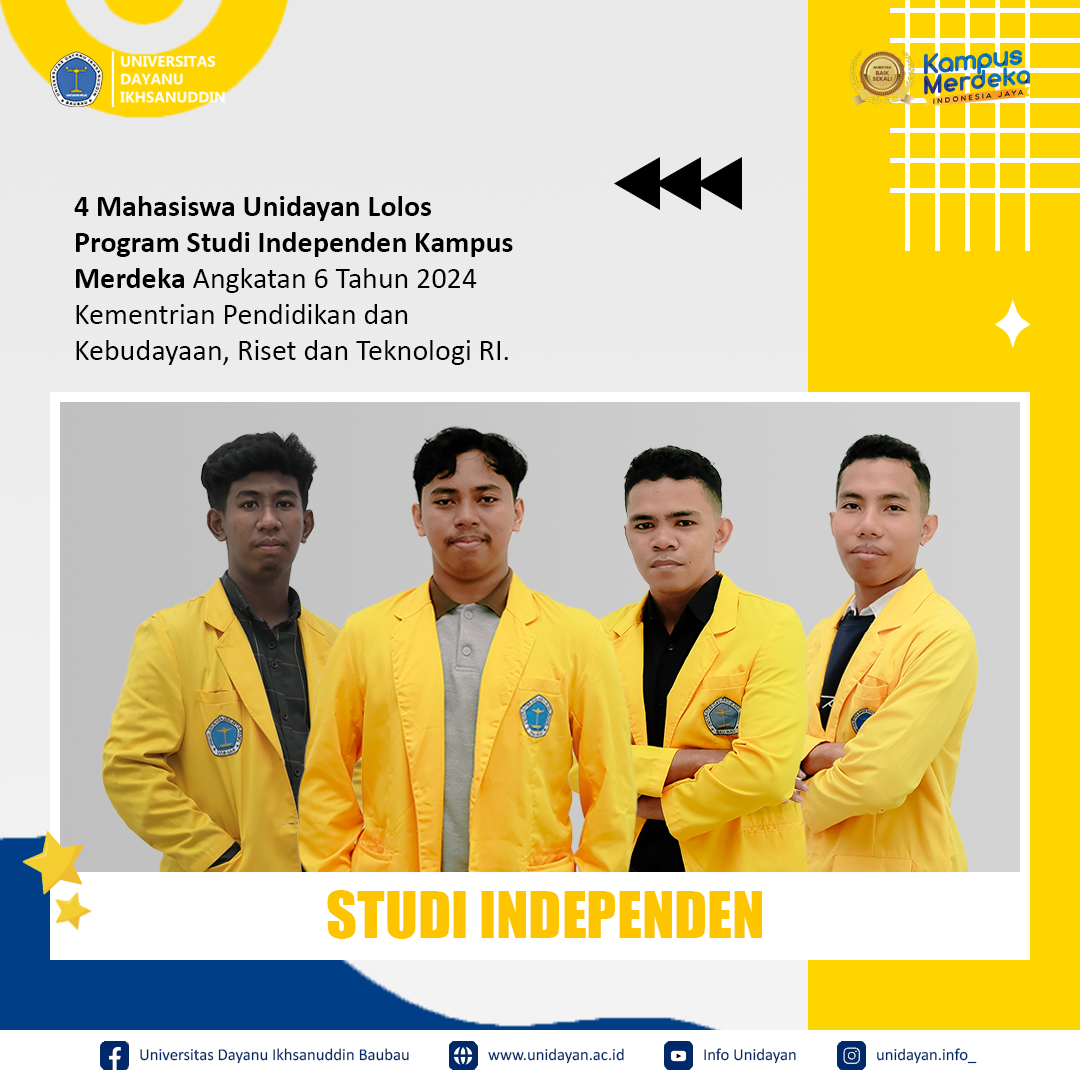 UNIVERSITAS
DAYANU
IKHSANUDDIN
BAIK
SEKALI
Kampus
Merdeka
INDONESIA JAYA
4 Mahasiswa Unidayan Lolos
Program Studi Independen Kampus
Merdeka Angkatan 6 Tahun 2024
Kementrian Pendidikan dan
Kebudayaan, Riset dan Teknologi RI.
STUDI INDEPENDEN
Universitas Dayanu Ikhsanuddin Baubau
www.unidayan.ac.id
Info Unidayan
unidayan.info_